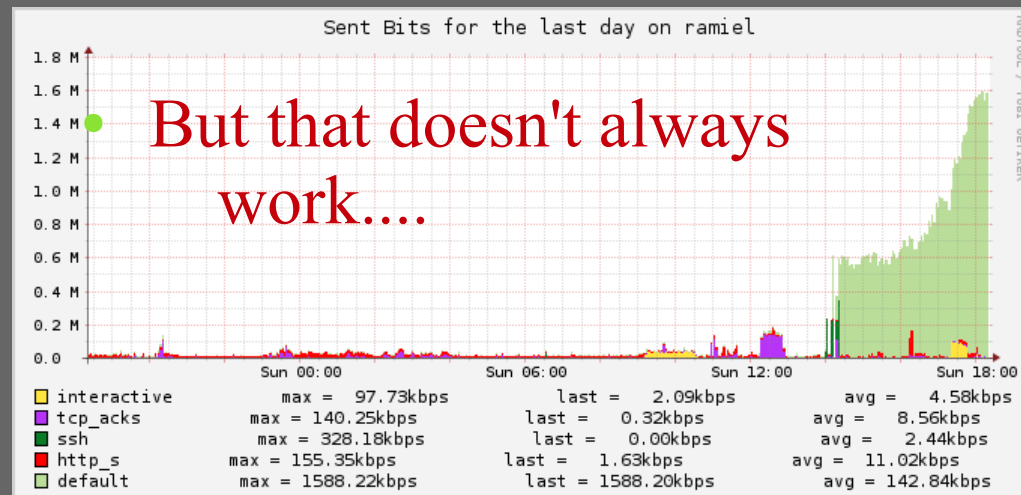 Sent Bits for the last day on ramiel
1.8 M
1.6 M
1.4 M
1.2 M
1.0 M
0.8 M
0.6 M
0.4 M
0.2 M
0.0
But that doesn't always
work....
Sun 00:00 Sun 06:00 Sun 12:00 Sun 18:00
interactive max = 97.73kbps last = 2.09kbps avg = 4.58kbps
tcp_acks max = 140.25kbps last = 0.32kbps avg = 8.56kbps
ssh max = 328.18kbps last = 0.00kbps avg = 2.44kbps
http_s max = 155.35kbps last = 1.63kbps avg = 11.02kbps
default max = 1588.22kbps last = 1588.20kbps avg = 142.84kbps